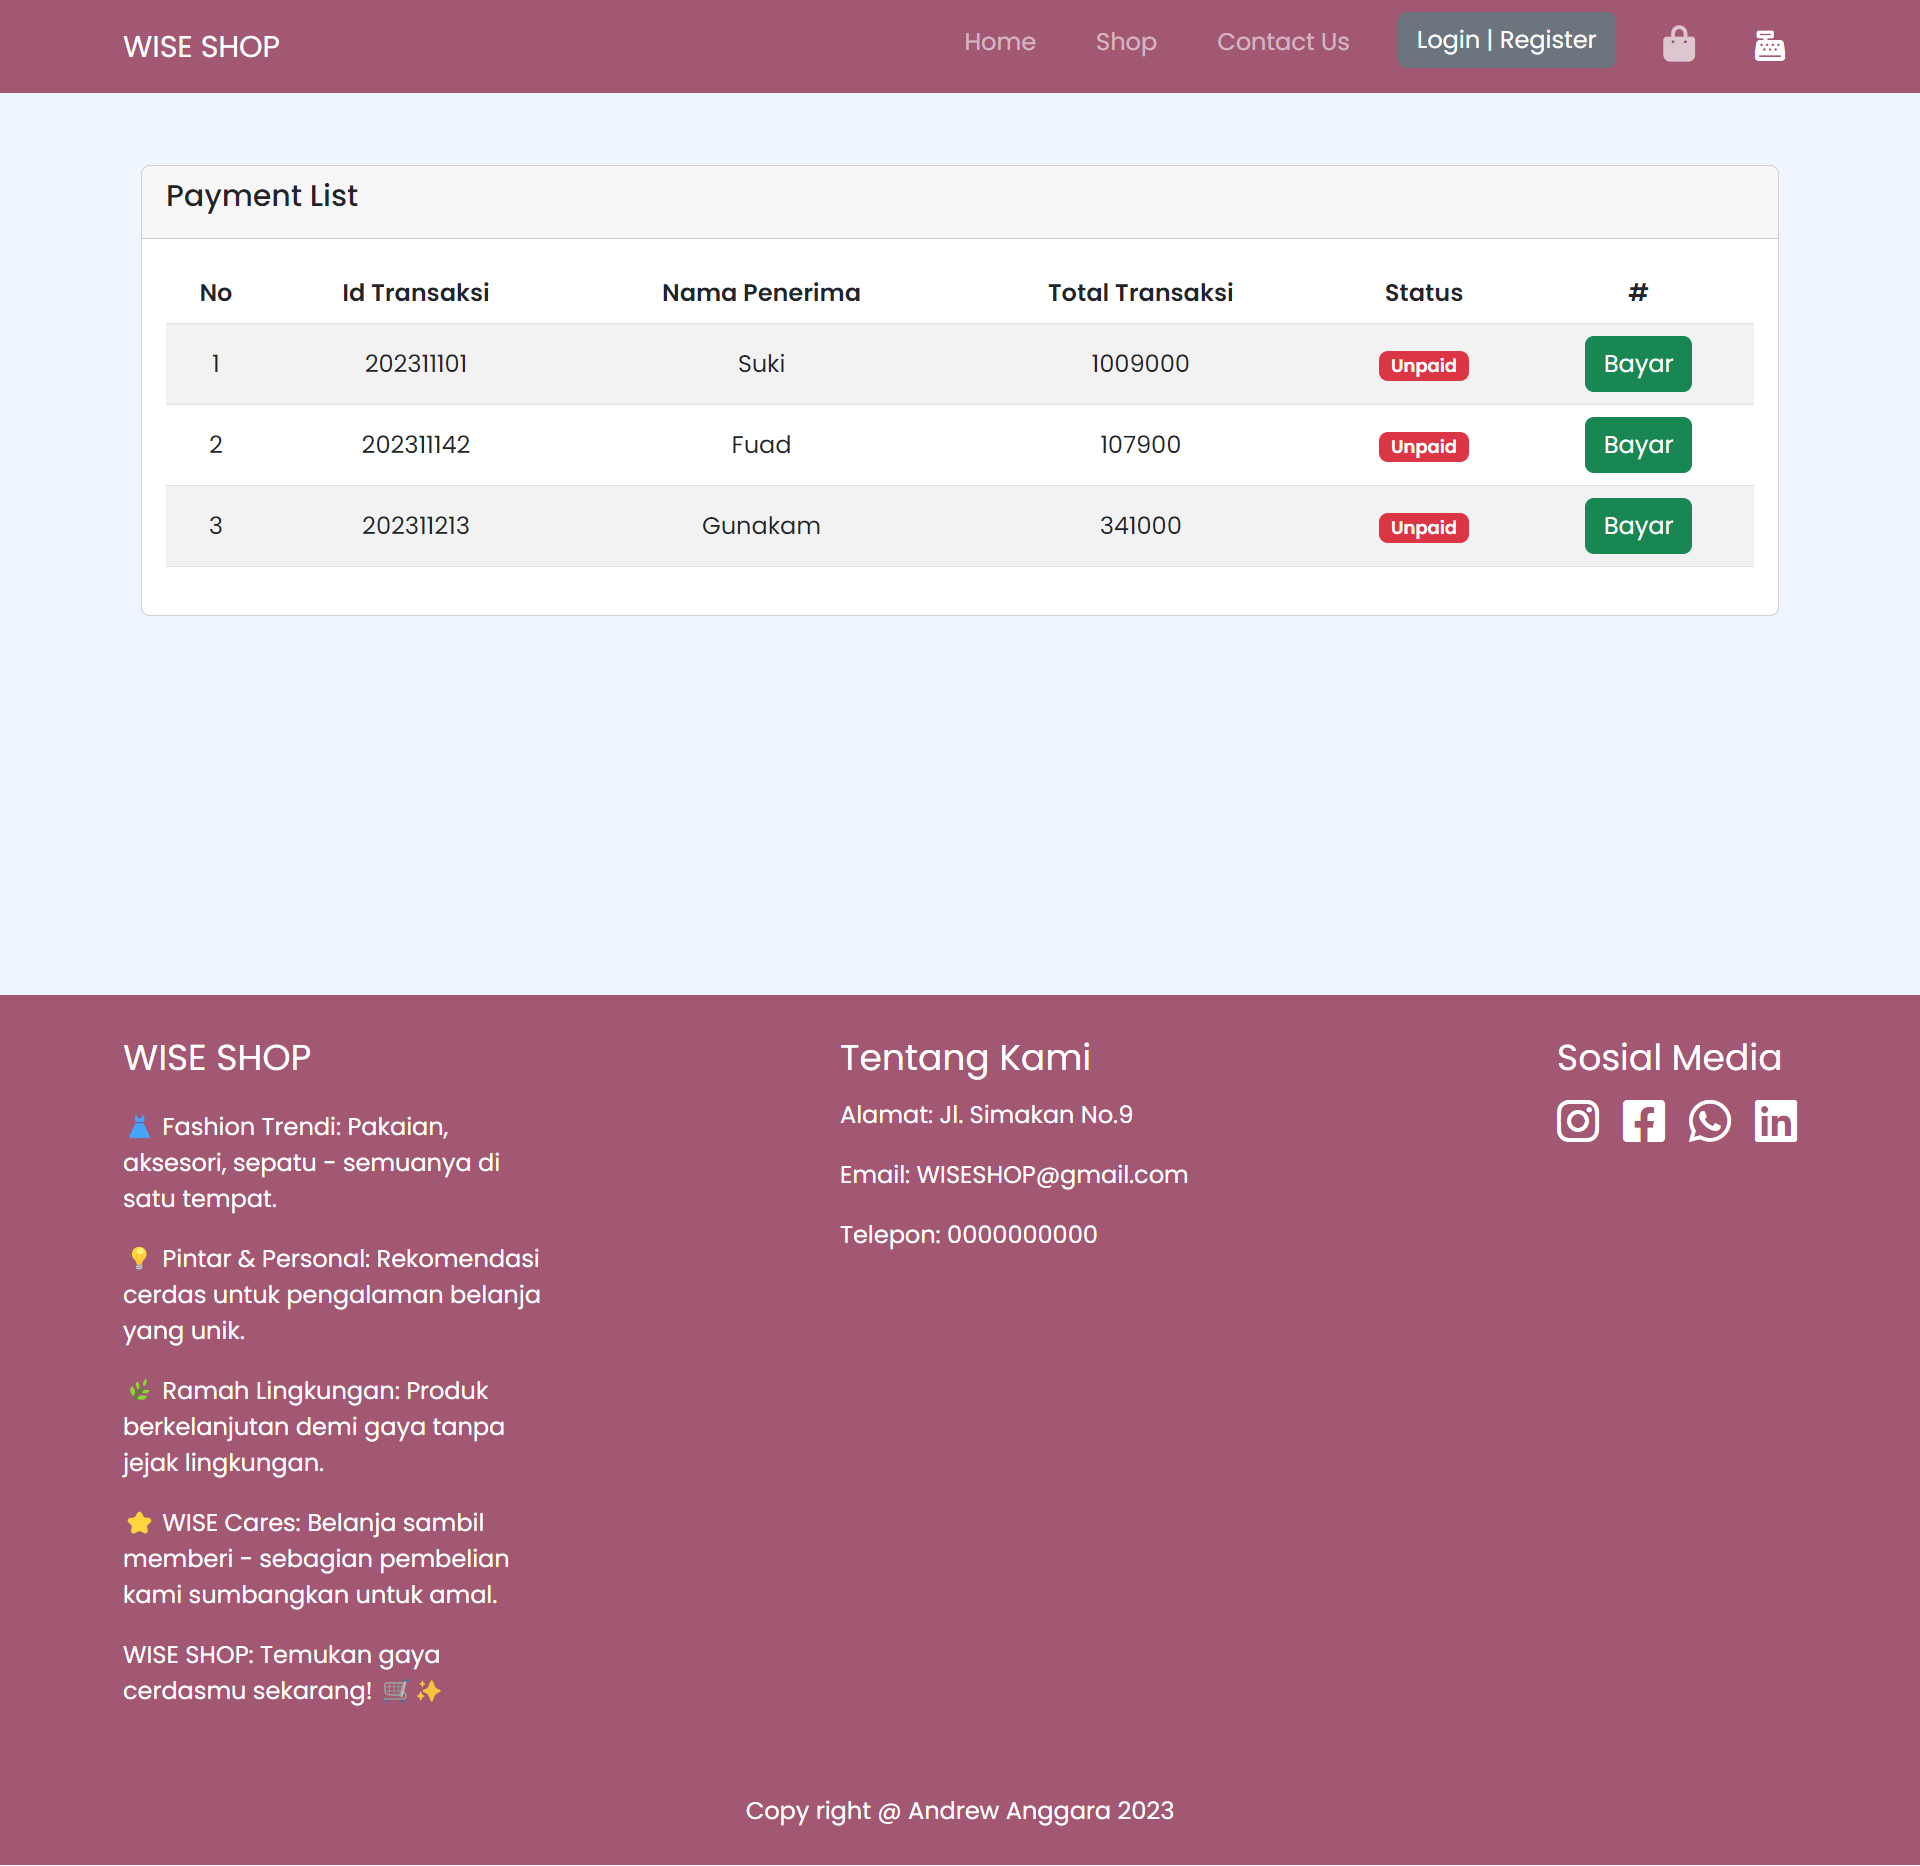 WISE SHOP
Home Shop Contact Us Login | Register
Payment List
No Id Transaksi Nama Penerima Total Transaksi Status #
1 202311101 Suki 1009000 Unpaid Bayar
2 202311142 Fuad 107900 Unpaid Bayar
3 202311213 Gunakam 341000 Unpaid Bayar
WISE SHOP
👗 Fashion Trendi: Pakaian,
aksesori, sepatu - semuanya di
satu tempat.
💡 Pintar & Personal: Rekomendasi
cerdas untuk pengalaman belanja
yang unik.
🌿 Ramah Lingkungan: Produk
berkelanjutan demi gaya tanpa
jejak lingkungan.
⭐ WISE Cares: Belanja sambil
memberi - sebagian pembelian
kami sumbangkan untuk amal.
WISE SHOP: Temukan gaya
cerdasmu sekarang! 🛒✨
Tentang Kami
Alamat: Jl. Simakan No.9
Email: WISESHOP@gmail.com
Telepon: 0000000000
Sosial Media
Copy right @ Andrew Anggara 2023